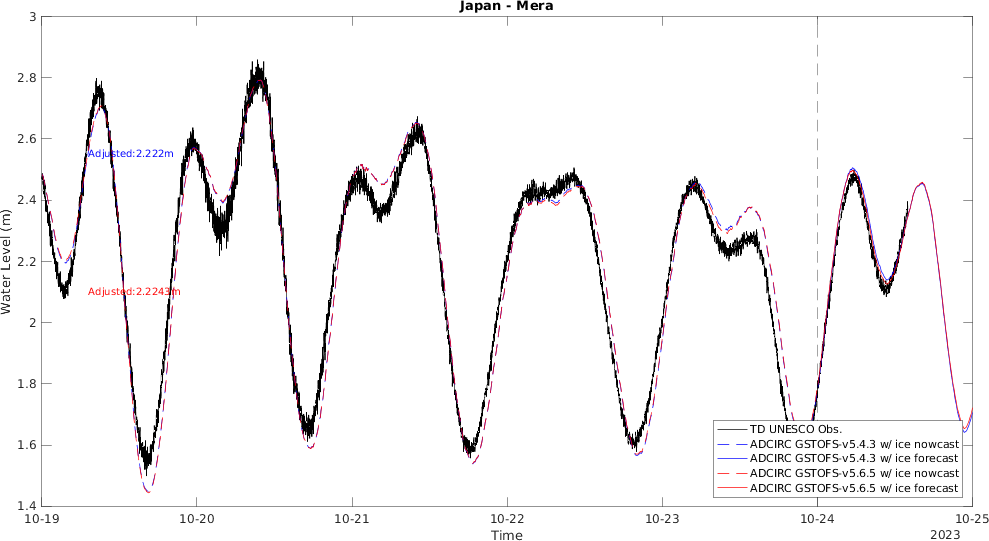 Japan - Mera
3
2.8
2.6
2.4
2.2
2
1.8
1.6
1.4
Water Level (m)
Adjusted:2.222m
Adjusted:2.2243m
TD UNESCO Obs.
ADCIRC GSTOFS-v5.4.3 w/ ice nowcast
ADCIRC GSTOFS-v5.4.3 w/ ice forecast
ADCIRC GSTOFS-v5.6.5 w/ ice nowcast
ADCIRC GSTOFS-v5.6.5 w/ ice forecast
10-19 10-20 10-21 10-22 10-23 10-24 10-25
Time
2023